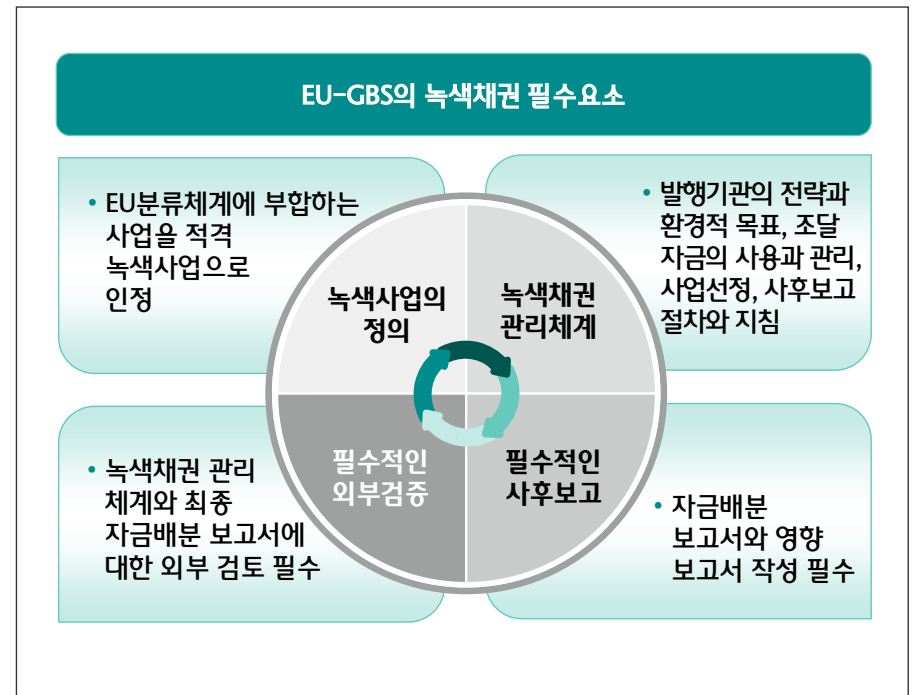 EU-GBS의 녹색채권 필수요소
• EU분류체계에 부합하는
사업을 적격
녹색사업으로
인정
녹색사업의
정의
녹색채권
관리체계
• 발행기관의 전략과
환경적 목표, 조달
자금의 사용과 관리,
사업선정, 사후보고
절차와 지침
• 녹색채권 관리
체계와 최종
자금배분 보고서에
대한 외부 검토 필수
필수적인
외부검증
필수적인
사후보고
• 자금배분
보고서와 영향
보고서 작성 필수